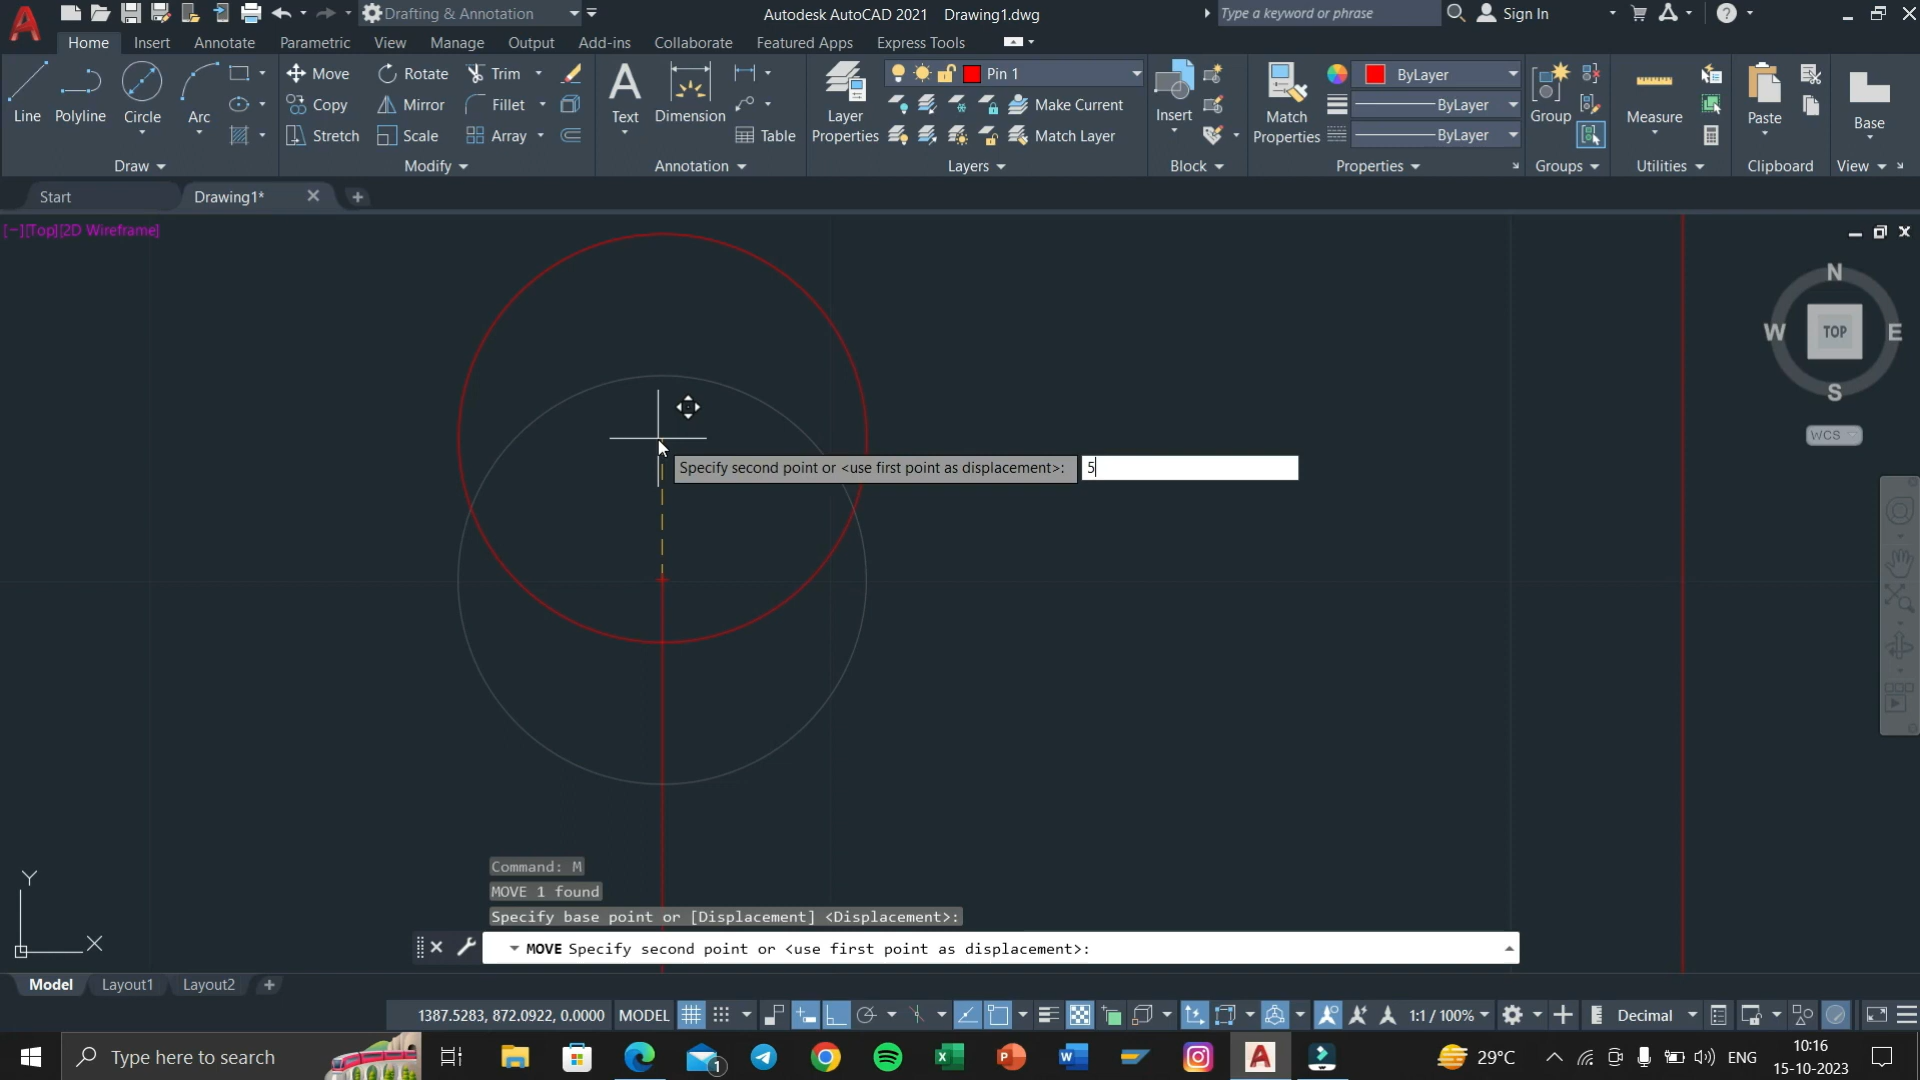 Drafting & Annotation
Autodesk AutoCAD 2021 Drawing1.dwg
Type a keyword or phrase
Sign In
Home Insert Annotate Parametric View Manage Output Add-ins Collaborate Featured Apps Express Tools
Line Polyline Circle Arc
Move Rotate Trim
Copy Mirror Fillet
Stretch Scale Array
Text Dimension Table
Layer Properties
Pin 1
Make Current
Match Layer
Insert
Match Properties
ByLayer
ByLayer
ByLayer
Group Measure Paste Base
Draw Modify Annotation Layers Block Properties Groups Utilities Clipboard View
Start Drawing1*
[−][Top][2D Wireframe]
N
W TOP E
S
WCS
Specify second point or <use first point as displacement>: 5
Y
X
Command: M
MOVE 1 found
Specify base point or [Displacement] <Displacement>:
MOVE Specify second point or <use first point as displacement>:
Model Layout1 Layout2
1387.5283, 872.0922, 0.0000 MODEL 1:1 / 100% Decimal
Type here to search
1
29°C ENG
10:16
15-10-2023